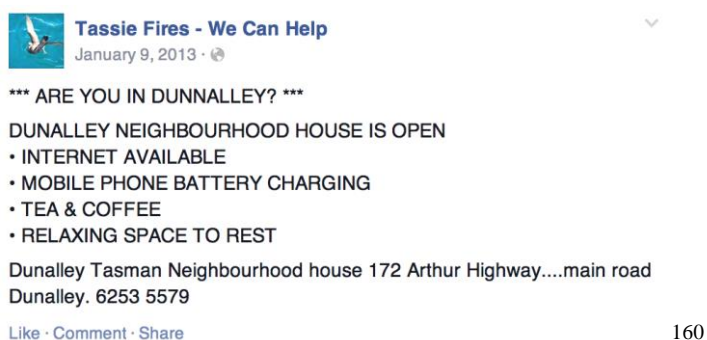 Tassie Fires - We Can Help
January 9, 2013 ·
*** ARE YOU IN DUNNALLEY? ***
DUNALLEY NEIGHBOURHOOD HOUSE IS OPEN
• INTERNET AVAILABLE
• MOBILE PHONE BATTERY CHARGING
• TEA & COFFEE
• RELAXING SPACE TO REST
Dunalley Tasman Neighbourhood house 172 Arthur Highway....main road
Dunalley. 6253 5579
Like · Comment · Share 160